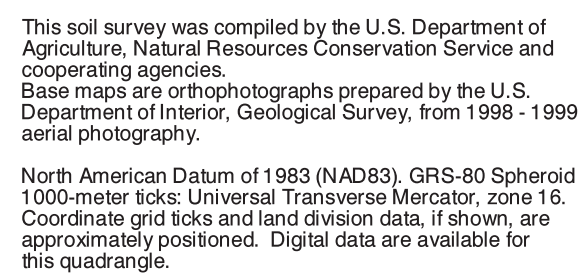 This soil survey was compiled by the U.S. Department of
Agriculture, Natural Resources Conservation Service and
cooperating agencies.
Base maps are orthophotographs prepared by the U.S.
Department of Interior, Geological Survey, from 1998 - 1999
aerial photography.

North American Datum of 1983 (NAD83). GRS-80 Spheroid
1000-meter ticks: Universal Transverse Mercator, zone 16.
Coordinate grid ticks and land division data, if shown, are
approximately positioned.  Digital data are available for
this quadrangle.